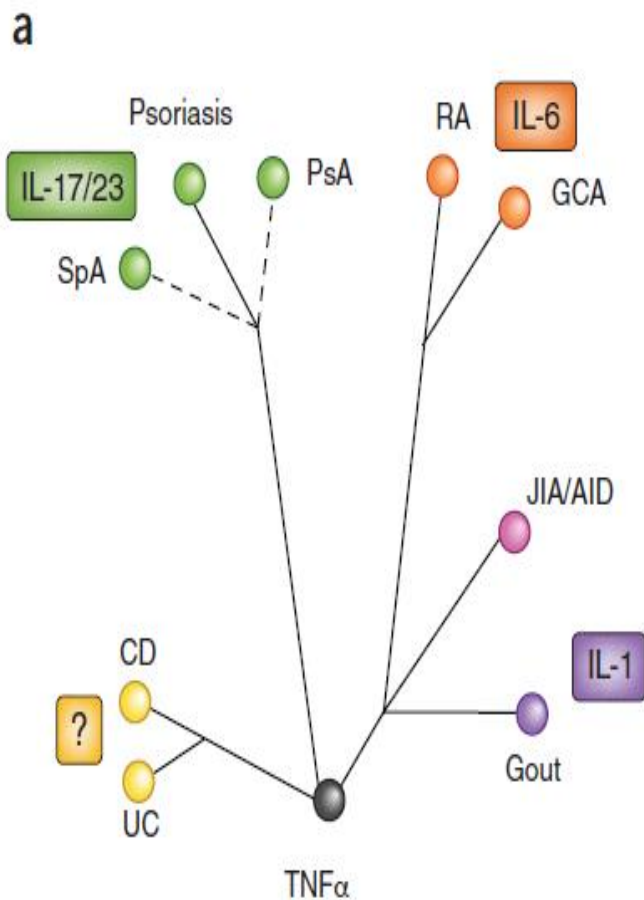 a
Psoriasis
RA
IL-6
IL-17/23
PsA
GCA
SpA
JIA/AID
CD
IL-1
?
Gout
UC
TNFα